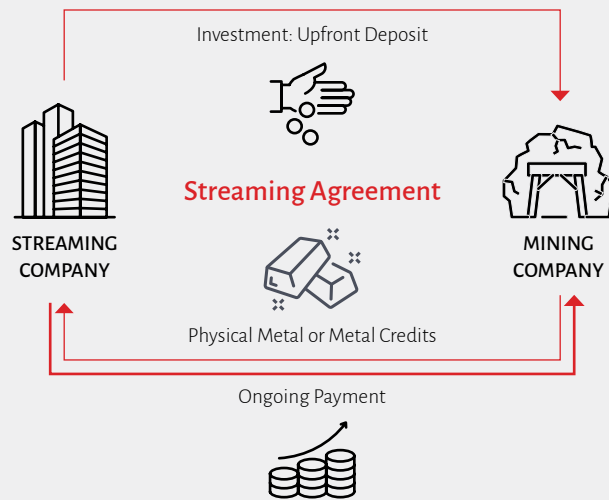 Investment: Upfront Deposit
Streaming Agreement
STREAMING
COMPANY
MINING
COMPANY
Physical Metal or Metal Credits
Ongoing Payment